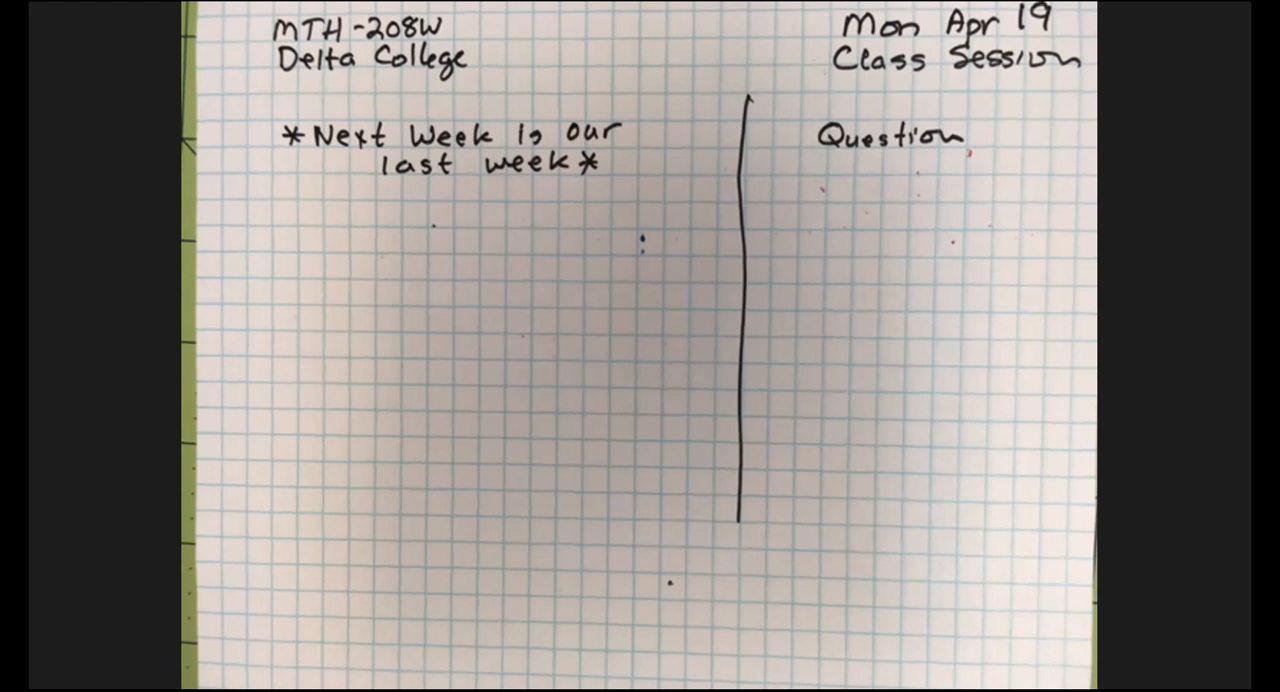 MTH-208W
Delta College
Mon Apr 19
Class Session
*Next Week is our
last week*
Question